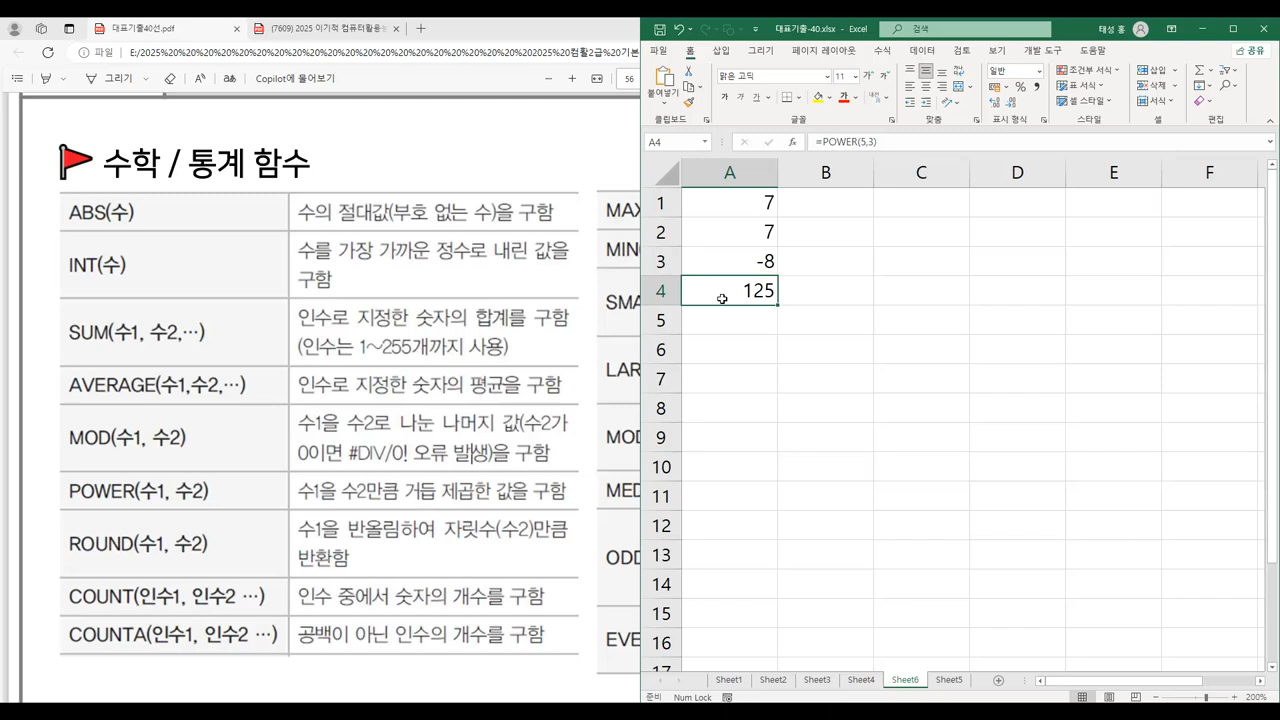 대표기출40선.pdf
(7609) 2025 이기적 컴퓨터활용능
파일
E:/2025%20%20%20%20%20%20%20%20%20%20%20%20%202025%20컴활2급%20기본
그리기
가あ
Copilot에 물어보기
56
수학 / 통계 함수
ABS(수)
수의 절대값(부호 없는 수)을 구함
INT(수)
수를 가장 가까운 정수로 내린 값을
구함
SUM(수1, 수2,…)
인수로 지정한 숫자의 합계를 구함
(인수는 1~255개까지 사용)
AVERAGE(수1,수2,…)
인수로 지정한 숫자의 평균을 구함
MOD(수1, 수2)
수1을 수2로 나눈 나머지 값(수2가
0이면 #DIV/0! 오류 발생)을 구함
POWER(수1, 수2)
수1을 수2만큼 거듭 제곱한 값을 구함
ROUND(수1, 수2)
수1을 반올림하여 자릿수(수2)만큼
반환함
COUNT(인수1, 인수2 …)
인수 중에서 숫자의 개수를 구함
COUNTA(인수1, 인수2 …)
공백이 아닌 인수의 개수를 구함
MAX
MIN
SMA
LAR
MOD
MED
ODD
EVE
대표기출-40.xlsx - Excel
검색
태성 홍
파일 홈 삽입 그리기 페이지 레이아웃 수식 데이터 검토 보기 개발 도구 도움말
공유
붙여넣기
맑은 고딕 11
가 가 가
일반
조건부 서식
표 서식
셀 스타일
삽입
삭제
서식
클립보드 글꼴 맞춤 표시 형식 스타일 셀 편집
A4 fx =POWER(5,3)
A B C D E F
1 7
2 7
3 -8
4 125
5
6
7
8
9
10
11
12
13
14
15
16
17
Sheet1 Sheet2 Sheet3 Sheet4 Sheet6 Sheet5
준비 Num Lock 200%